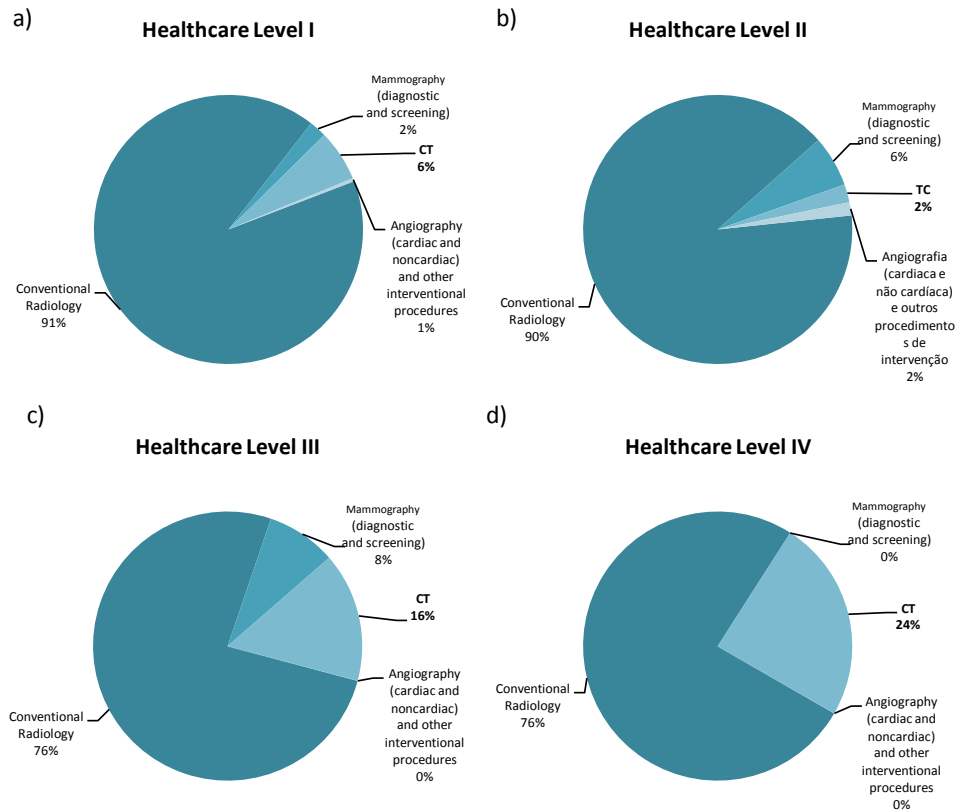 a)
Healthcare Level I
Mammography
(diagnostic
and screening)
2%
CT
6%
Angiography
(cardiac and
noncardiac)
and other
interventional
procedures
1%
Conventional
Radiology
91%
b)
Healthcare Level II
Mammography
(diagnostic
and screening)
6%
TC
2%
Angiografia
(cardiaca e
não cardíaca)
e outros
procedimento
s de
intervenção
2%
Conventional
Radiology
90%
c)
Healthcare Level III
Mammography
(diagnostic
and screening)
8%
CT
16%
Angiography
(cardiac and
noncardiac)
and other
interventional
procedures
0%
Conventional
Radiology
76%
d)
Healthcare Level IV
Mammography
(diagnostic
and screening)
0%
CT
24%
Angiography
(cardiac and
noncardiac)
and other
interventional
procedures
0%
Conventional
Radiology
76%